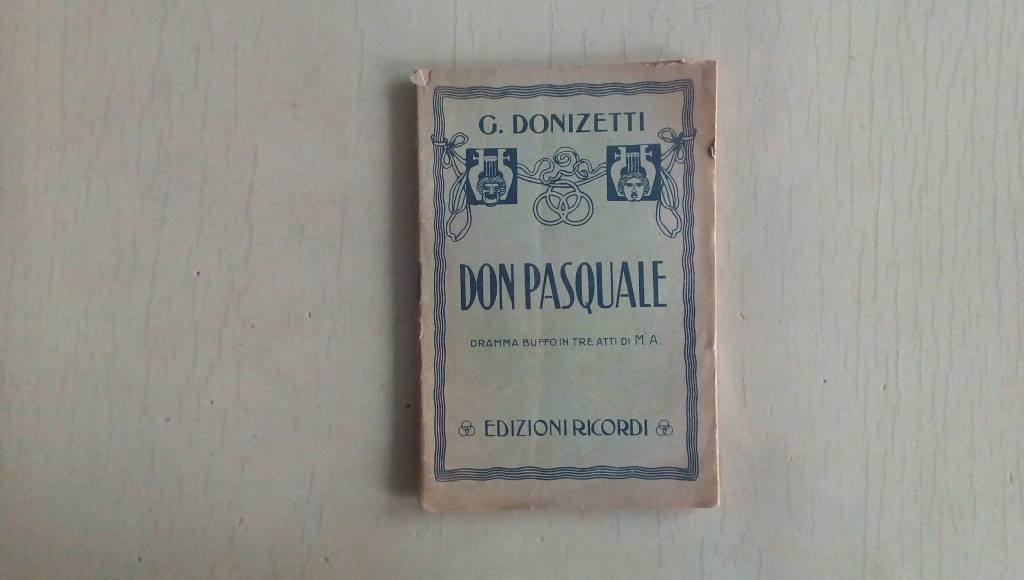 G. DONIZETTI
DON PASQUALE
DRAMMA BUFFO IN TRE ATTI DI M. A.
EDIZIONI RICORDI